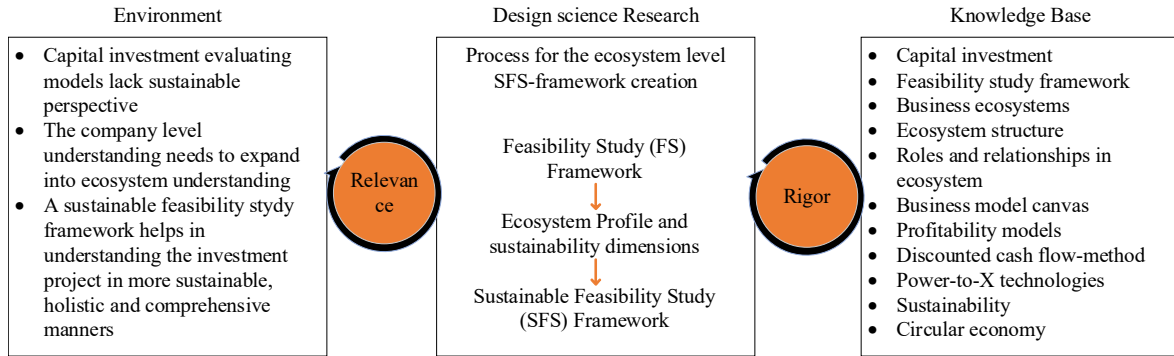 Environment
Design science Research
Knowledge Base
• Capital investment evaluating
models lack sustainable
perspective
• The company level
understanding needs to expand
into ecosystem understanding
• A sustainable feasibility stydy
framework helps in
understanding the investment
project in more sustainable,
holistic and comprehensive
manners
Relevan
ce
Process for the ecosystem level
SFS-framework creation
Feasibility Study (FS)
Framework
Ecosystem Profile and
sustainability dimensions
Sustainable Feasibility Study
(SFS) Framework
Rigor
• Capital investment
• Feasibility study framework
• Business ecosystems
• Ecosystem structure
• Roles and relationships in
ecosystem
• Business model canvas
• Profitability models
• Discounted cash flow-method
• Power-to-X technologies
• Sustainability
• Circular economy